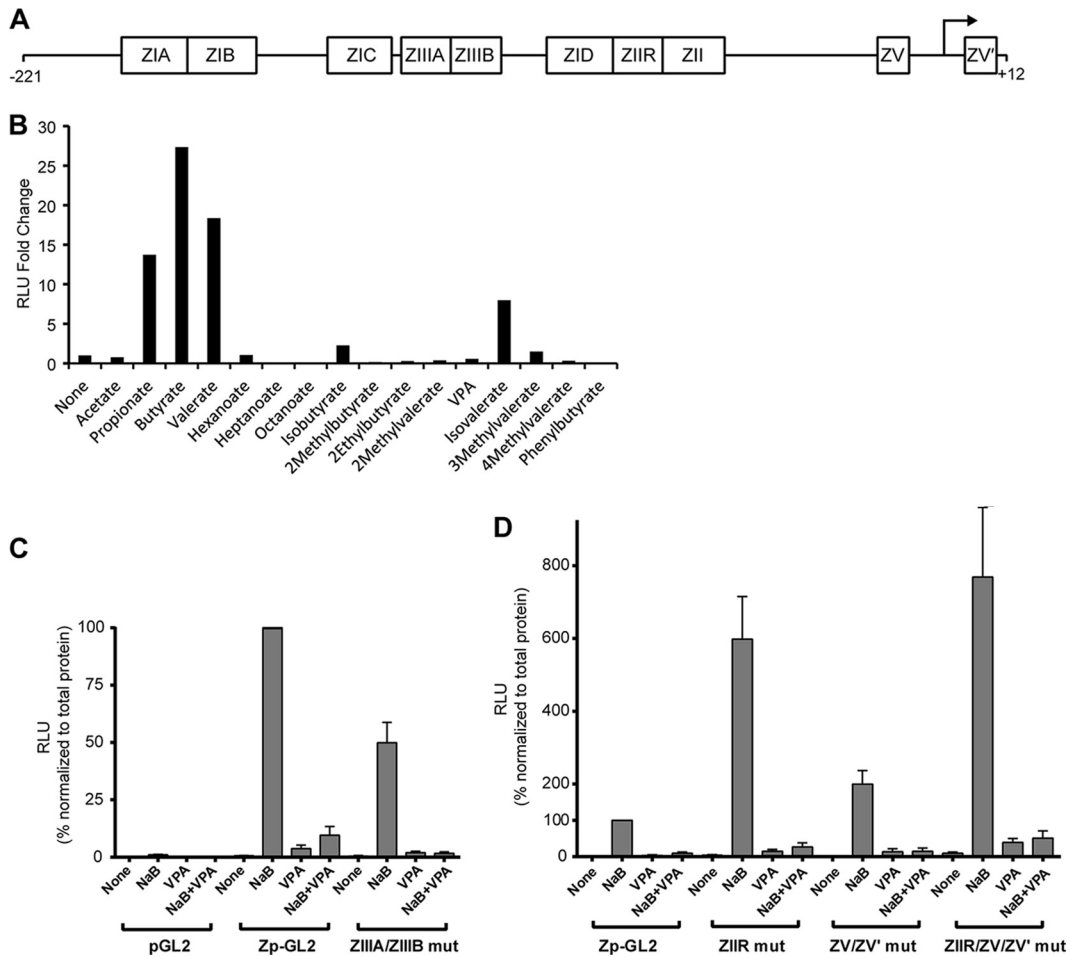 A
ZIA ZIB ZIC ZIIIA ZIIIB ZID ZIIR ZII ZV ZV'
-221 +12
B
RLU Fold Change
30
25
20
15
10
5
0
None Acetate Propionate Butyrate Valerate Hexanoate Heptanoate Octanoate Isobutyrate 2Methylbutyrate 2Ethylbutyrate 2Methylvalerate VPA Isovalerate 3Methylvalerate 4Methylvalerate Phenylbutyrate
C
RLU
(% normalized to total protein)
100
75
50
25
0
None NaB VPA NaB+VPA None NaB VPA NaB+VPA None NaB VPA NaB+VPA
pGL2 Zp-GL2 ZIIIA/ZIIIB mut
D
RLU
(% normalized to total protein)
800
600
400
200
100
0
None NaB VPA NaB+VPA None NaB VPA NaB+VPA None NaB VPA NaB+VPA None NaB VPA NaB+VPA
Zp-GL2 ZIIR mut ZV/ZV' mut ZIIR/ZV/ZV' mut